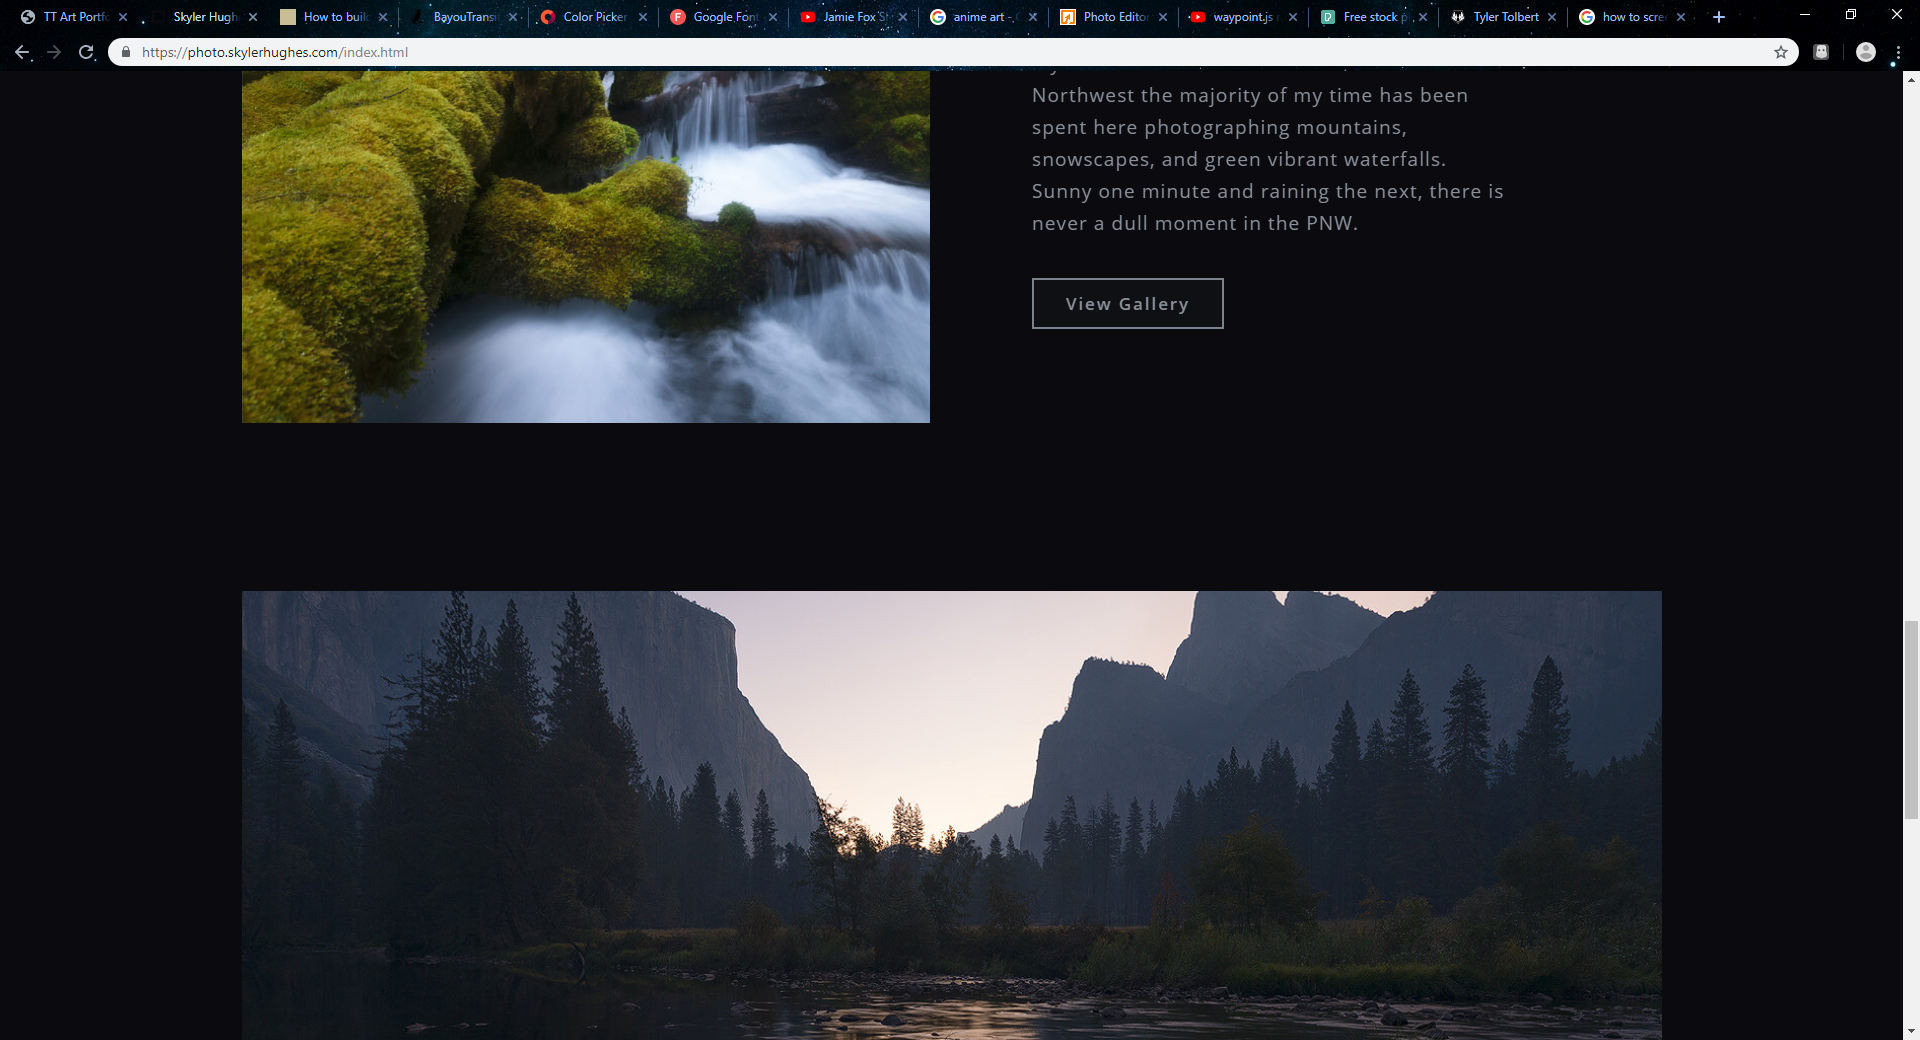 TT Art Portfo
Skyler Hugh
How to build
BayouTransi
Color Picker
Google Font
Jamie Fox S
anime art -
Photo Editor
waypoint.js
Free stock p
Tyler Tolbert
how to scre
https://photo.skylerhughes.com/index.html
Northwest the majority of my time has been
spent here photographing mountains,
snowscapes, and green vibrant waterfalls.
Sunny one minute and raining the next, there is
never a dull moment in the PNW.
View Gallery